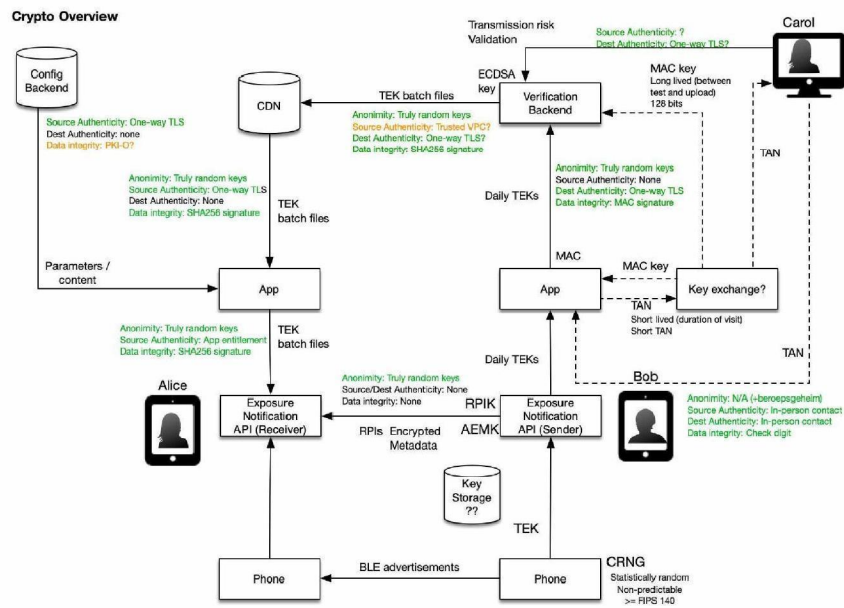 Crypto Overview
Config
Backend
Source Authenticity: One-way TLS
Dest Authenticity: none
Data integrity: PKI-O?
CDN
TEK batch files
ECDSA
key
Transmission risk
Validation
Source Authenticity: ?
Dest Authenticity: One-way TLS?
Carol
MAC key
Long lived (between
test and upload)
128 bits
Verification
Backend
Anonimity: Truly random keys
Source Authenticity: Trusted VPC?
Dest Authenticity: One-way TLS?
Data integrity: SHA256 signature
TAN
Anonimity: Truly random keys
Source Authenticity: One-way TLS
Dest Authenticity: None
Data integrity: SHA256 signature
TEK
batch files
Daily TEKs
Anonimity: Truly random keys
Source Authenticity: None
Dest Authenticity: One-way TLS
Data integrity: MAC signature
Parameters /
content
App
MAC
App
MAC key
Key exchange?
TAN
Short lived (duration of visit)
Short TAN
Anonimity: Truly random keys
Source Authenticity: App entitlement
Data integrity: SHA256 signature
TEK
batch files
Daily TEKs
TAN
Bob
Alice
Anonimity: Truly random keys
Source/Dest Authenticity: None
Data integrity: None
Anonimity: N/A (+beroepsgeheim)
Source Authenticity: In-person contact
Dest Authenticity: In-person contact
Data integrity: Check digit
Exposure
Notification
API (Receiver)
RPIs Encrypted
Metadata
RPIK
AEMK
Exposure
Notification
API (Sender)
Key
Storage
??
TEK
Phone
BLE advertisements
Phone
CRNG
Statistically random
Non-predictable
>= FIPS 140